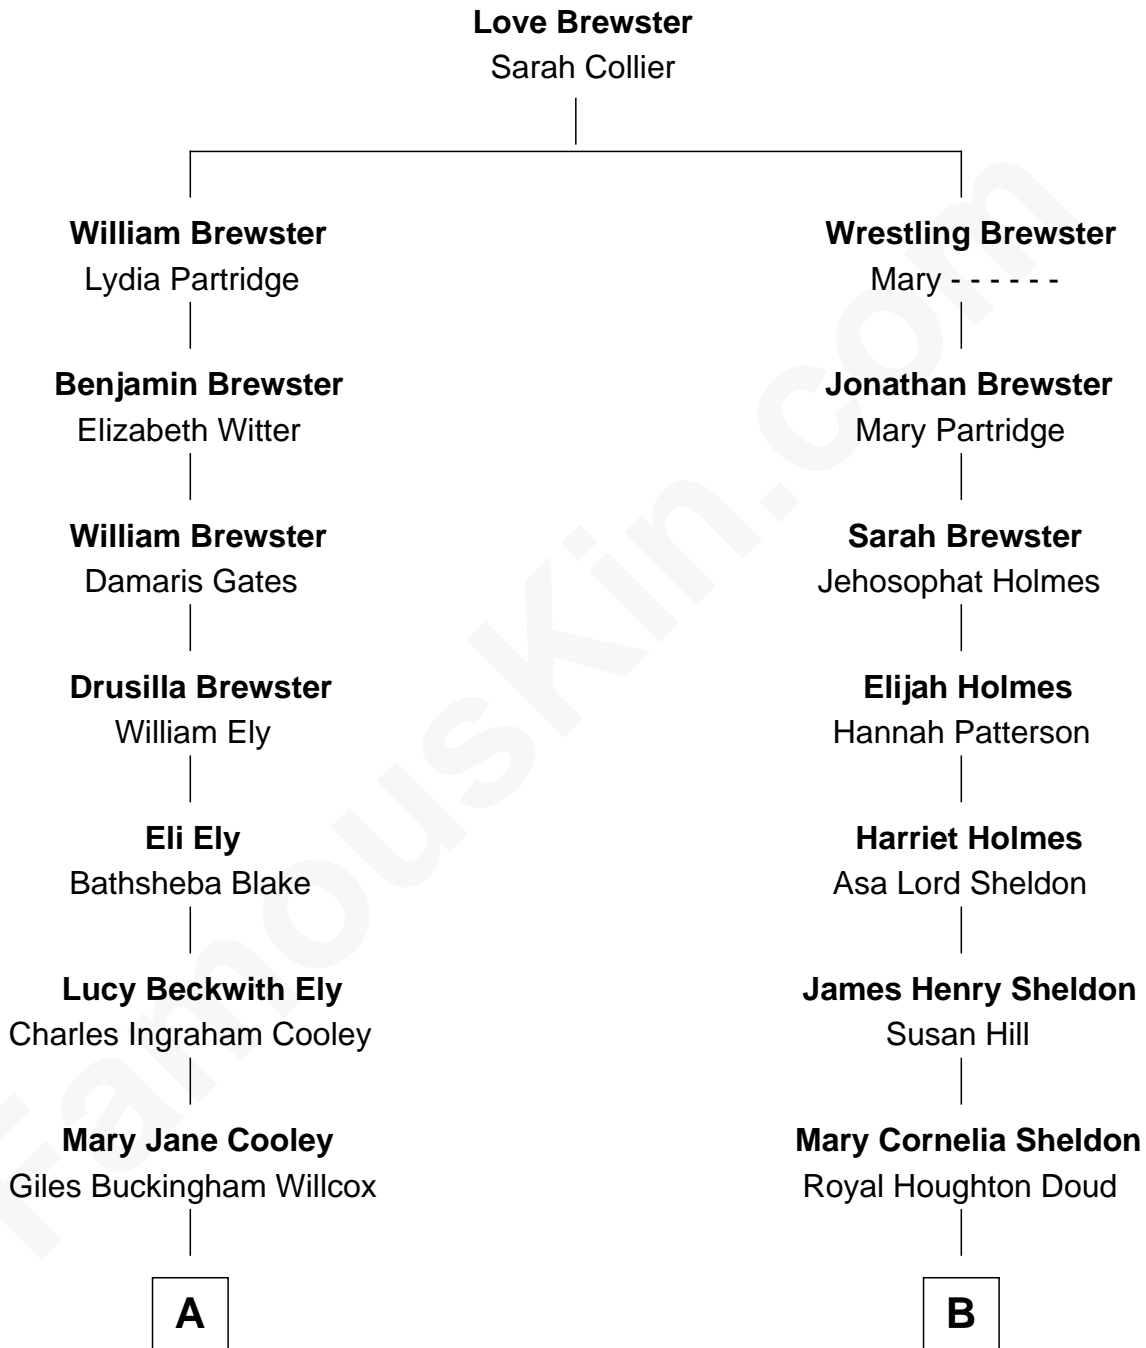 Love Brewster
Sarah Collier
William Brewster
Lydia Partridge
Wrestling Brewster
Mary - - - - - -
Benjamin Brewster
Elizabeth Witter
Jonathan Brewster
Mary Partridge
William Brewster
Damaris Gates
Sarah Brewster
Jehosophat Holmes
Drusilla Brewster
William Ely
Elijah Holmes
Hannah Patterson
Eli Ely
Bathsheba Blake
Harriet Holmes
Asa Lord Sheldon
Lucy Beckwith Ely
Charles Ingraham Cooley
James Henry Sheldon
Susan Hill
Mary Jane Cooley
Giles Buckingham Willcox
Mary Cornelia Sheldon
Royal Houghton Doud
A
B
FamousKin.com